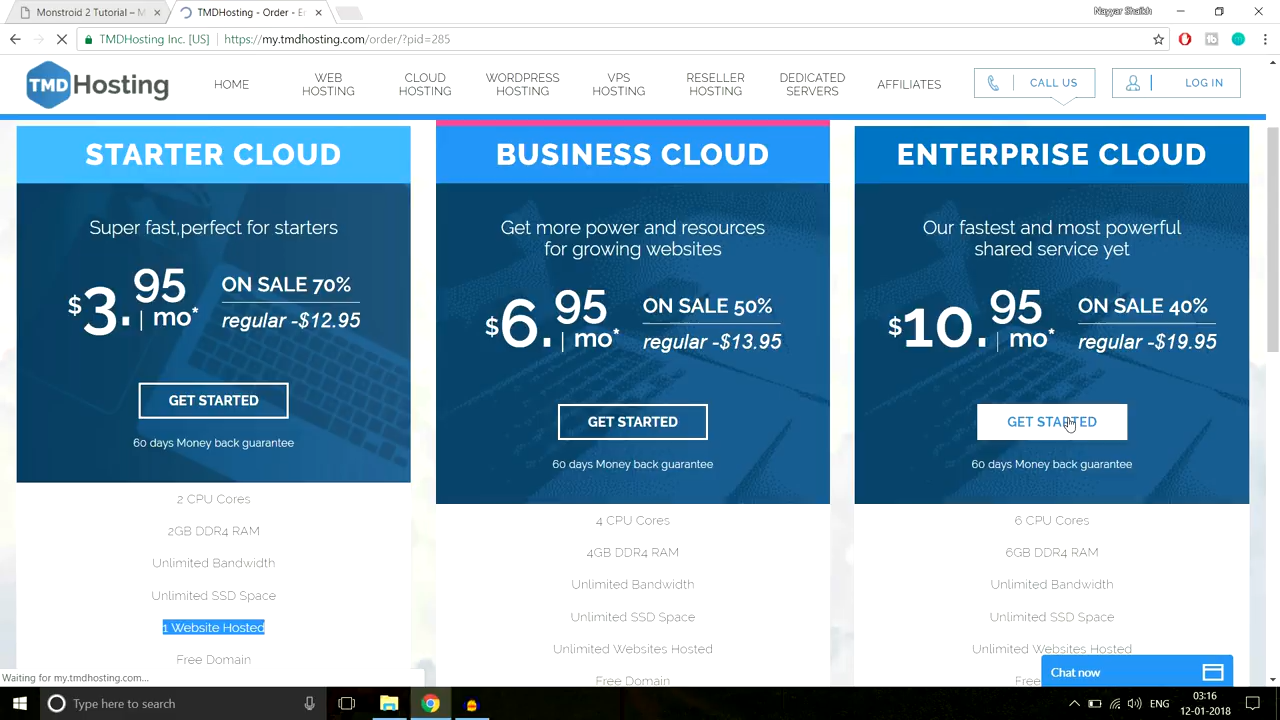 Nayyar Shaikh
Monstroid 2 Tutorial – M
TMDHosting - Order - E
TMDHosting Inc. [US]
https://my.tmdhosting.com/order/?pid=285
TMD Hosting
HOME
WEB
HOSTING
CLOUD
HOSTING
WORDPRESS
HOSTING
VPS
HOSTING
RESELLER
HOSTING
DEDICATED
SERVERS
AFFILIATES
CALL US
LOG IN
STARTER CLOUD
Super fast,perfect for starters
$3.95 | mo*
ON SALE 70%
regular -$12.95
GET STARTED
60 days Money back guarantee
2 CPU Cores
2GB DDR4 RAM
Unlimited Bandwidth
Unlimited SSD Space
1 Website Hosted
Free Domain
BUSINESS CLOUD
Get more power and resources
for growing websites
$6.95 | mo*
ON SALE 50%
regular -$13.95
GET STARTED
60 days Money back guarantee
4 CPU Cores
4GB DDR4 RAM
Unlimited Bandwidth
Unlimited SSD Space
Unlimited Websites Hosted
Free Domain
ENTERPRISE CLOUD
Our fastest and most powerful
shared service yet
$10.95 | mo*
ON SALE 40%
regular -$19.95
GET STARTED
60 days Money back guarantee
6 CPU Cores
6GB DDR4 RAM
Unlimited Bandwidth
Unlimited SSD Space
Unlimited Websites Hosted
Chat now
Waiting for my.tmdhosting.com...
Type here to search
ENG
03:16
12-01-2018